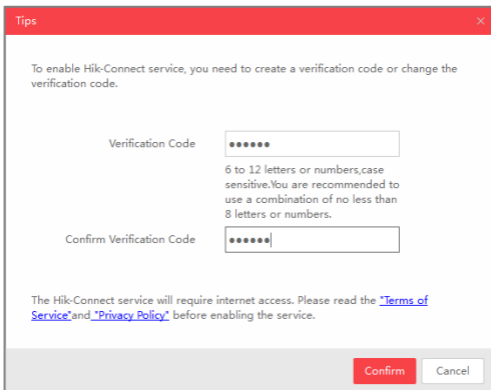 Tips
To enable Hik-Connect service, you need to create a verification code or change the
verification code.
Verification Code
●●●●●●
6 to 12 letters or numbers,case
sensitive.You are recommended to
use a combination of no less than
8 letters or numbers.
Confirm Verification Code
●●●●●●
The Hik-Connect service will require internet access. Please read the "Terms of
Service"and "Privacy Policy" before enabling the service.
Confirm
Cancel